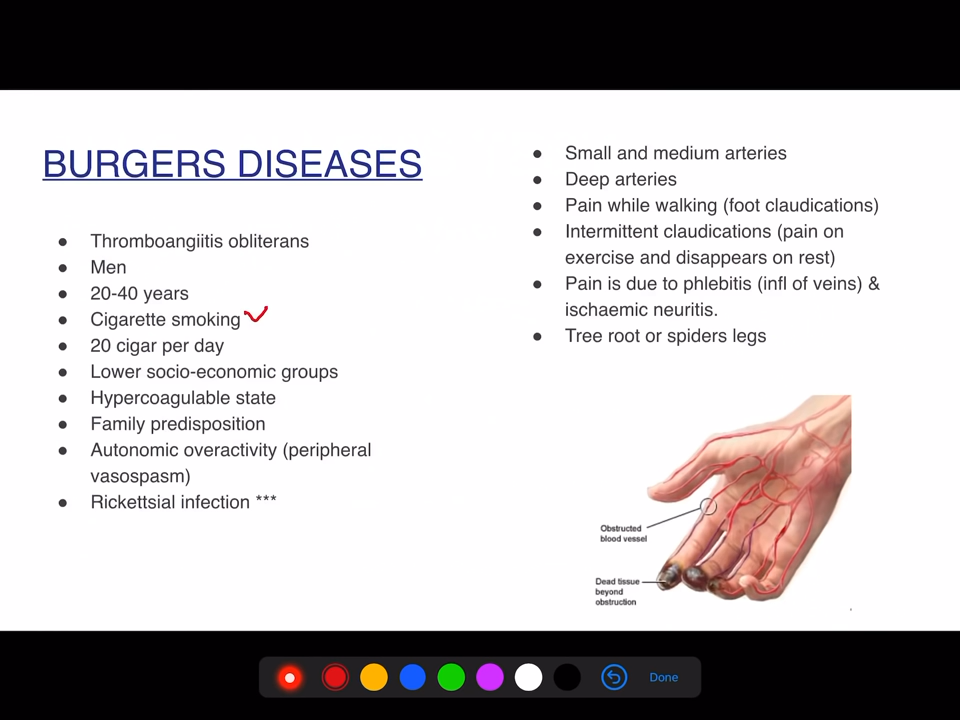 BURGERS DISEASES
● Thromboangiitis obliterans
● Men
● 20-40 years
● Cigarette smoking
● 20 cigar per day
● Lower socio-economic groups
● Hypercoagulable state
● Family predisposition
● Autonomic overactivity (peripheral
vasospasm)
● Rickettsial infection ***
● Small and medium arteries
● Deep arteries
● Pain while walking (foot claudications)
● Intermittent claudications (pain on
exercise and disappears on rest)
● Pain is due to phlebitis (infl of veins) &
ischaemic neuritis.
● Tree root or spiders legs
Obstructed
blood vessel
Dead tissue
beyond
obstruction
Done